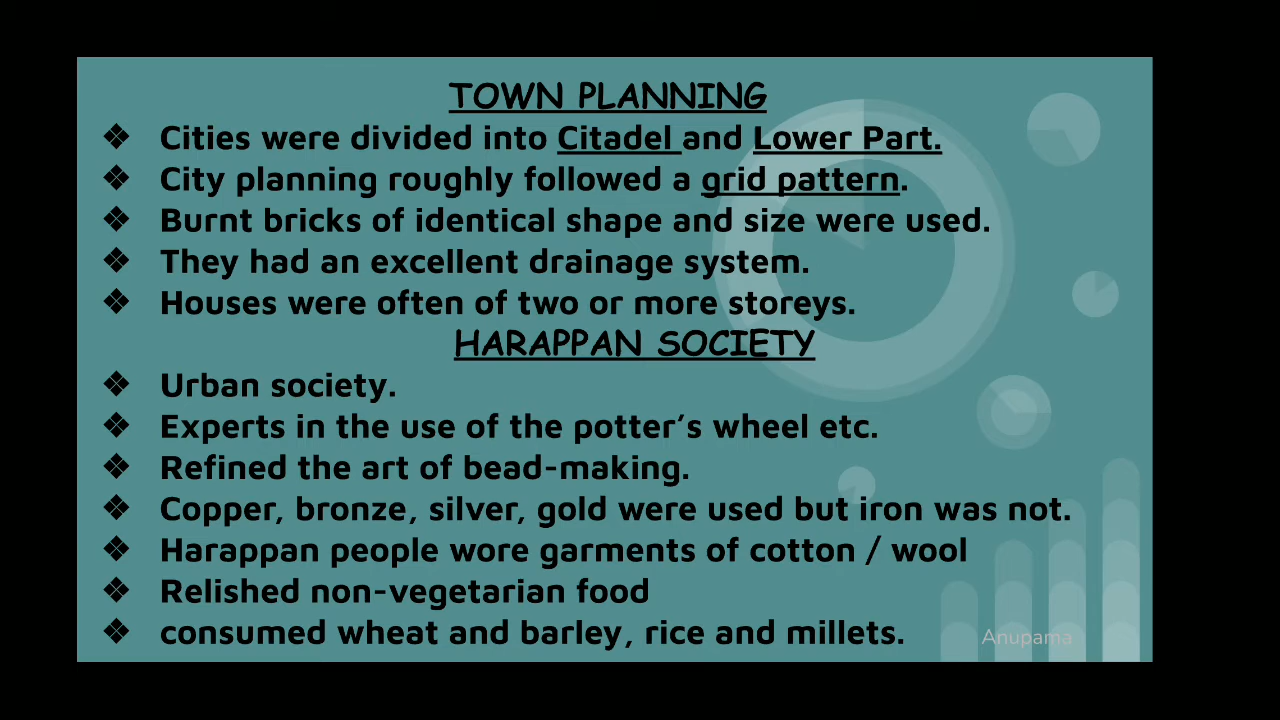 TOWN PLANNING
❖ Cities were divided into Citadel and Lower Part.
❖ City planning roughly followed a grid pattern.
❖ Burnt bricks of identical shape and size were used.
❖ They had an excellent drainage system.
❖ Houses were often of two or more storeys.
HARAPPAN SOCIETY
❖ Urban society.
❖ Experts in the use of the potter’s wheel etc.
❖ Refined the art of bead-making.
❖ Copper, bronze, silver, gold were used but iron was not.
❖ Harappan people wore garments of cotton / wool
❖ Relished non-vegetarian food
❖ consumed wheat and barley, rice and millets.
Anupama